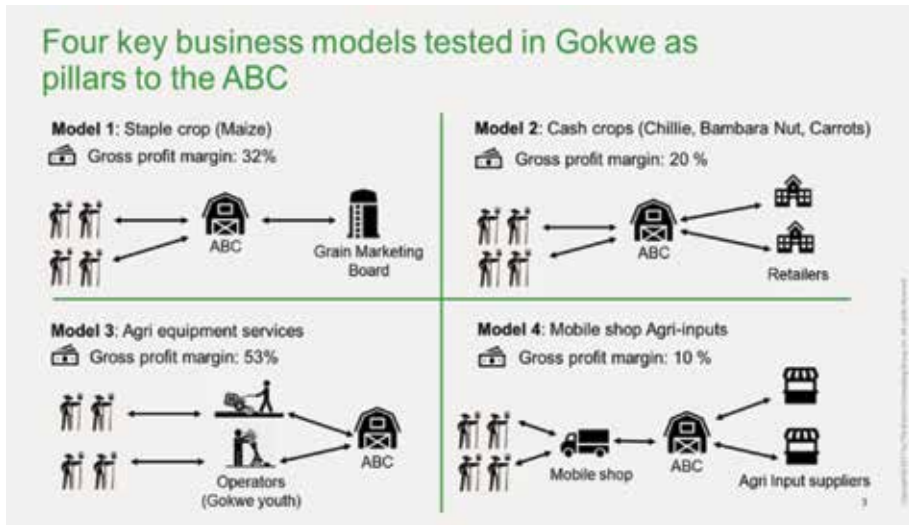 Four key business models tested in Gokwe as
pillars to the ABC
Model 1: Staple crop (Maize)
Gross profit margin: 32%
ABC
Grain Marketing
Board
Model 2: Cash crops (Chillie, Bambara Nut, Carrots)
Gross profit margin: 20 %
ABC
Retailers
Model 3: Agri equipment services
Gross profit margin: 53%
ABC
Operators
(Gokwe youth)
Model 4: Mobile shop Agri-inputs
Gross profit margin: 10 %
Mobile shop
ABC
Agri Input suppliers
3